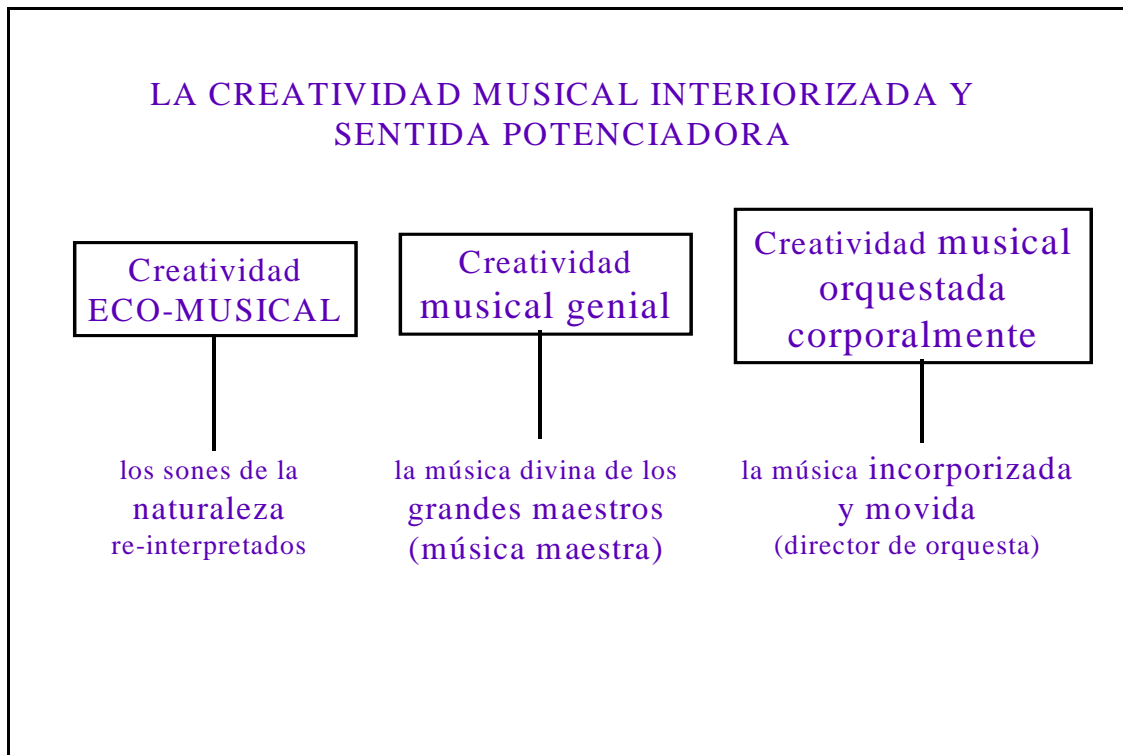 LA CREATIVIDAD MUSICAL INTERIORIZADA Y
SENTIDA POTENCIADORA
Creatividad
ECO-MUSICAL
Creatividad
musical genial
Creatividad musical
orquestada
corporalmente
los sones de la
naturaleza
re-interpretados
la música divina de los
grandes maestros
(música maestra)
la música incorporizada
y movida
(director de orquesta)